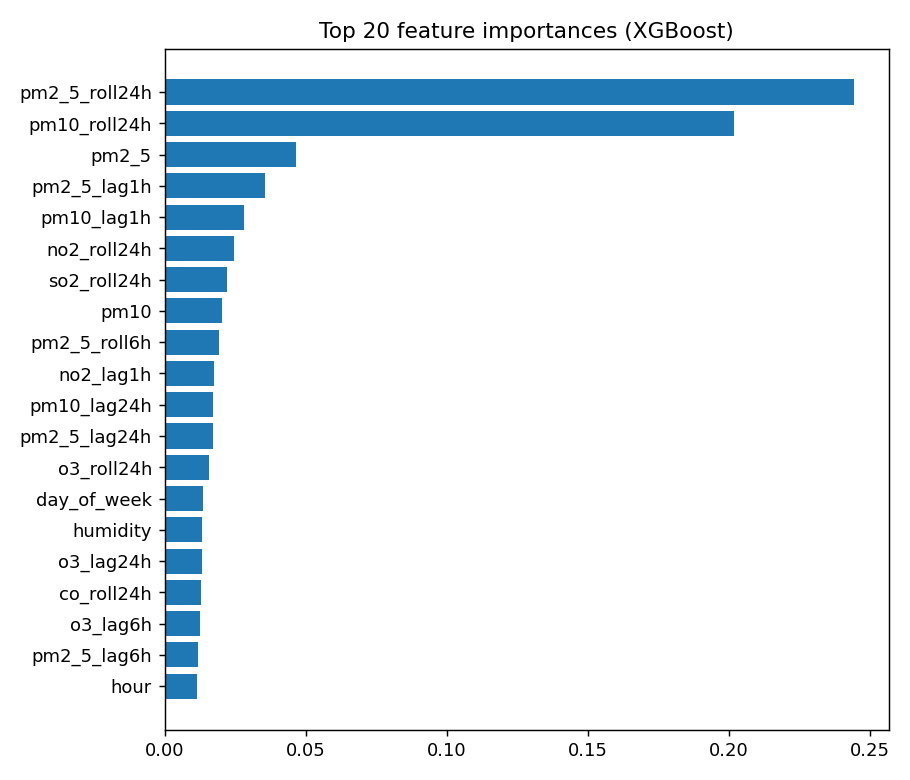 Top 20 feature importances (XGBoost)
pm2_5_roll24h
pm10_roll24h
pm2_5
pm2_5_lag1h
pm10_lag1h
no2_roll24h
so2_roll24h
pm10
pm2_5_roll6h
no2_lag1h
pm10_lag24h
pm2_5_lag24h
o3_roll24h
day_of_week
humidity
o3_lag24h
co_roll24h
o3_lag6h
pm2_5_lag6h
hour
0.00 0.05 0.10 0.15 0.20 0.25